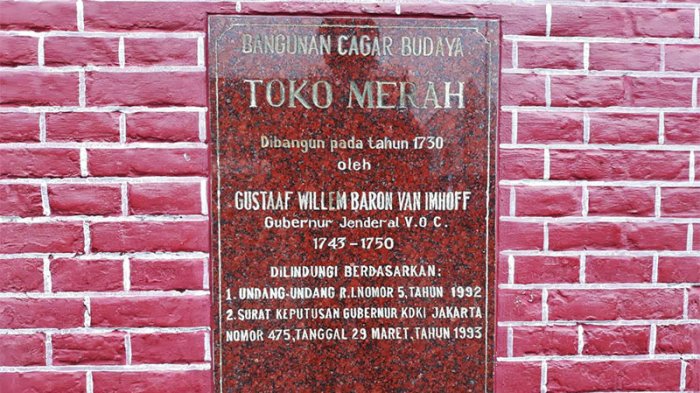 BANGUNAN CAGAR BUDAYA
TOKO MERAH
Dibangun pada tahun 1730
oleh
GUSTAAF WILLEM BARON VAN IMHOFF
Gubernur Jenderal V.O C.
1743 - 1750
DILINDUNGI BERDASARKAN:
1. UNDANG-UNDANG R.I.NOMOR 5, TAHUN 1992
2. SURAT KEPUTUSAN GUBERNUR KDKI JAKARTA
NOMOR 475, TANGGAL 29 MARET, TAHUN 1993